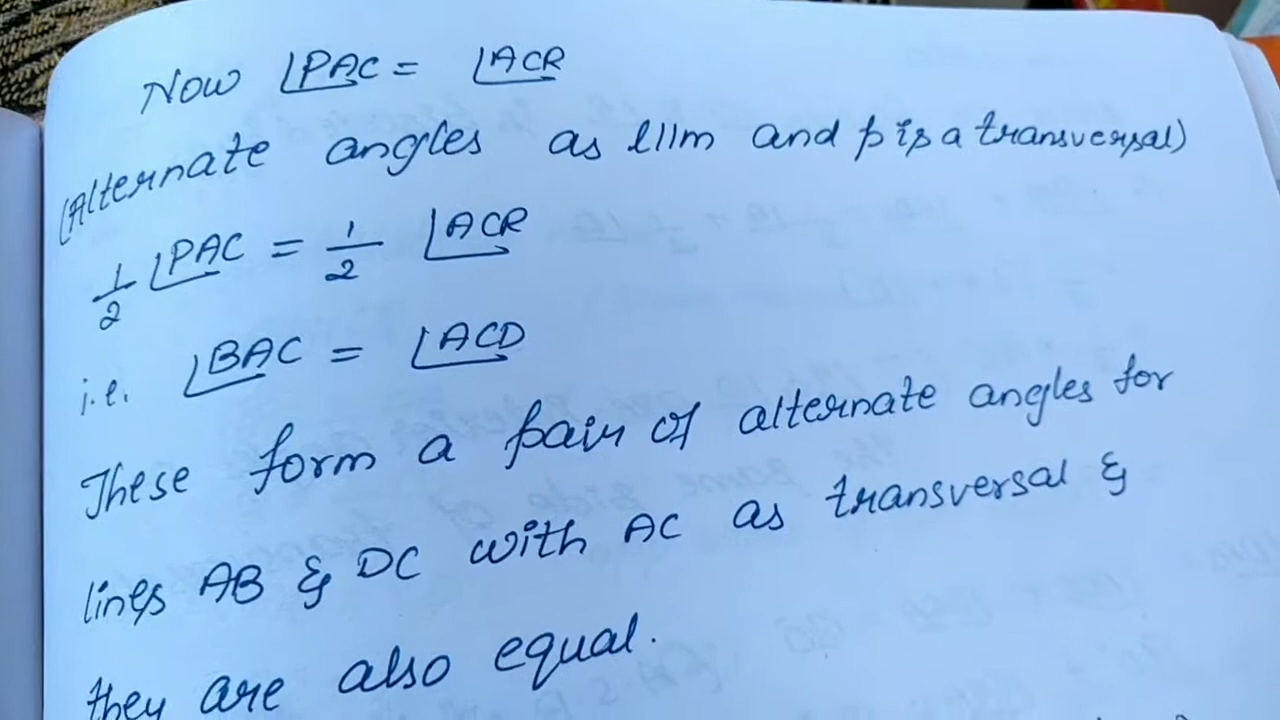 Now ∠PAC = ∠ACR
(Alternate angles as l||m and p is a transversal)
1/2 ∠PAC = 1/2 ∠ACR
i.e. ∠BAC = ∠ACD
These form a pair of alternate angles for
lines AB & DC with AC as transversal &
they are also equal.